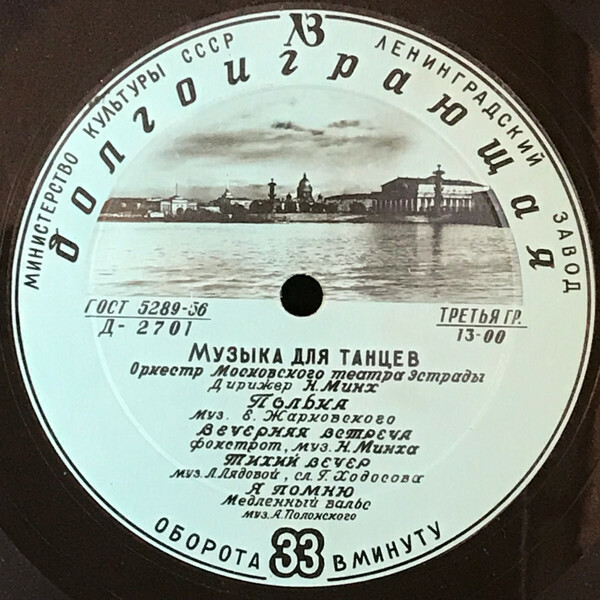 МИНИСТЕРСТВО КУЛЬТУРЫ СССР ЛЗ ЛЕНИНГРАДСКИЙ ЗАВОД
долгоиграющая
ГОСТ 5289-56
Д-2701
ТРЕТЬЯ ГР.
13-00
МУЗЫКА ДЛЯ ТАНЦЕВ
Оркестр Московского театра Эстрады
Дирижер Н. Минх
ПОЛЬКА
муз. Е. Жарковского
ВЕЧЕРНЯЯ ВСТРЕЧА
фокстрот, муз. Н. Минха
ТИХИЙ ВЕЧЕР
муз. Л. Лядовой, сл. Г. Ходосова
Я ПОМНЮ
Медленный вальс
муз. А. Полонского
33 ОБОРОТА В МИНУТУ